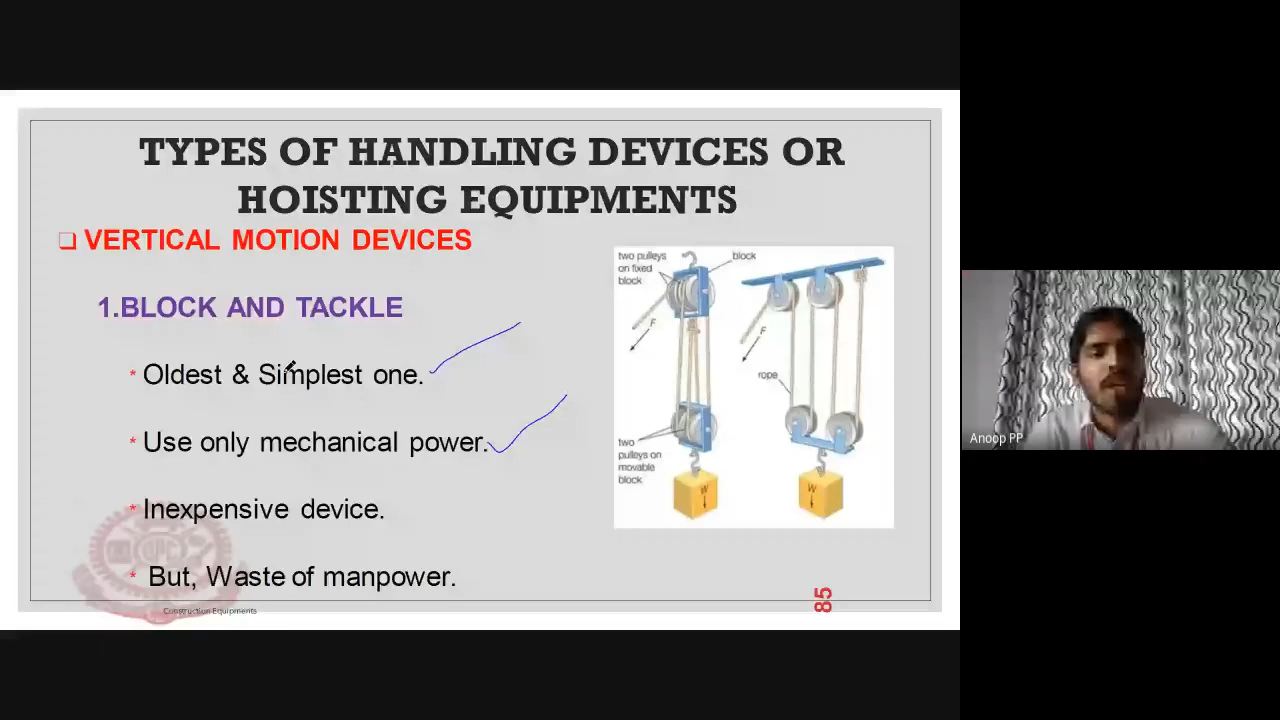 TYPES OF HANDLING DEVICES OR
HOISTING EQUIPMENTS
❑ VERTICAL MOTION DEVICES
1.BLOCK AND TACKLE
* Oldest & Simplest one.
* Use only mechanical power.
* Inexpensive device.
* But, Waste of manpower.
two pulleys
on fixed
block
block
F
F
rope
two
pulleys on
movable
block
W
W
Construction Equipments
85
Anoop PP